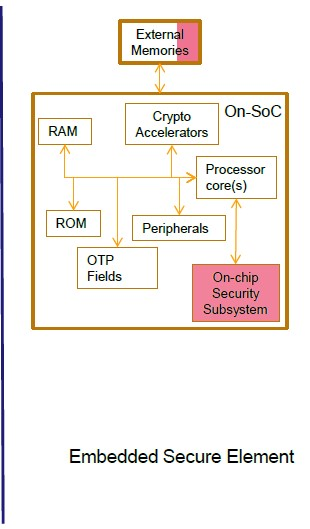 External
Memories
On-SoC
RAM
Crypto
Accelerators
Processor
core(s)
ROM
Peripherals
OTP
Fields
On-chip
Security
Subsystem
Embedded Secure Element